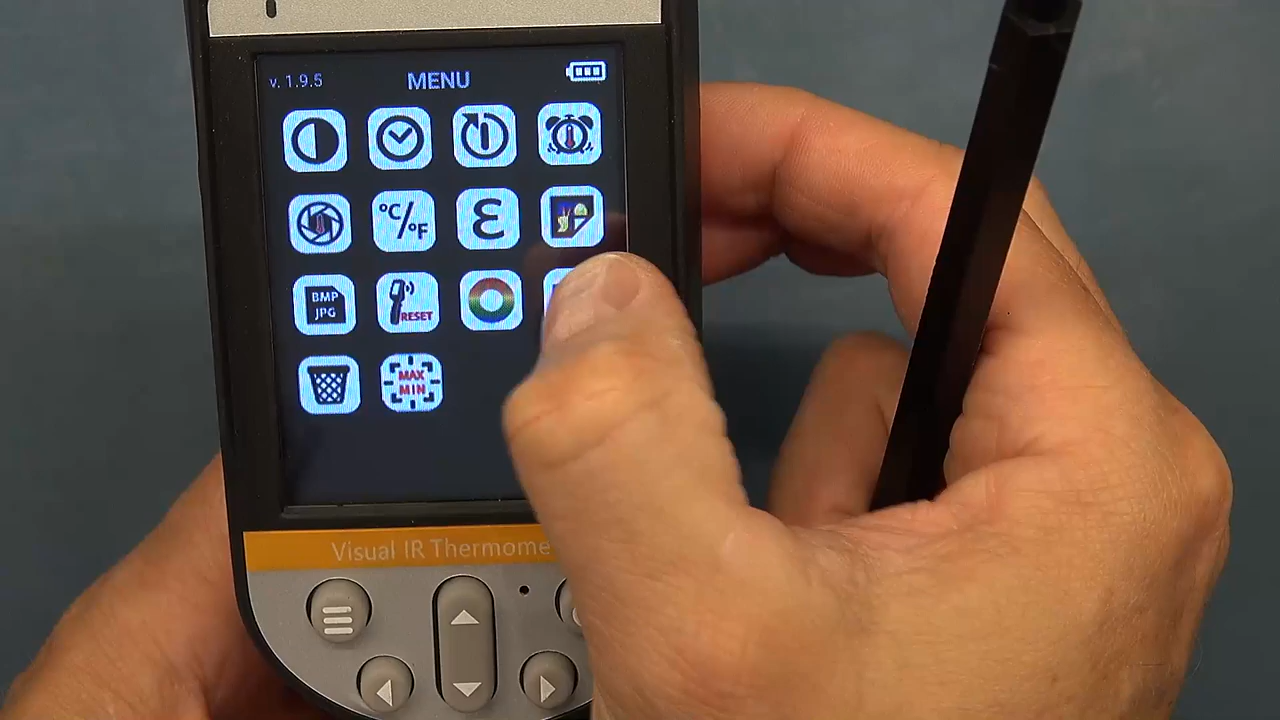 v. 1.9.5
MENU
°C/°F
ε
BMP
JPG
RESET
MAX
MIN
Visual IR Thermome